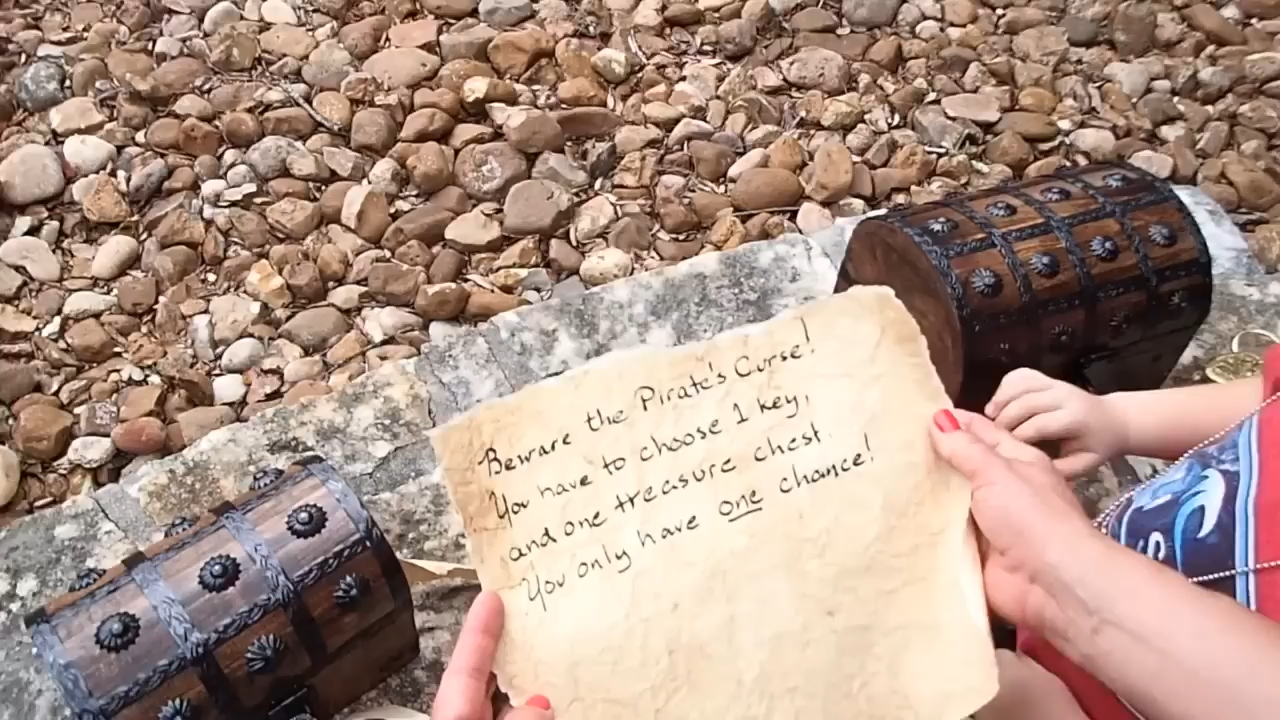 Beware the Pirate's Curse!
You have to choose 1 key,
and one treasure chest.
You only have one chance!